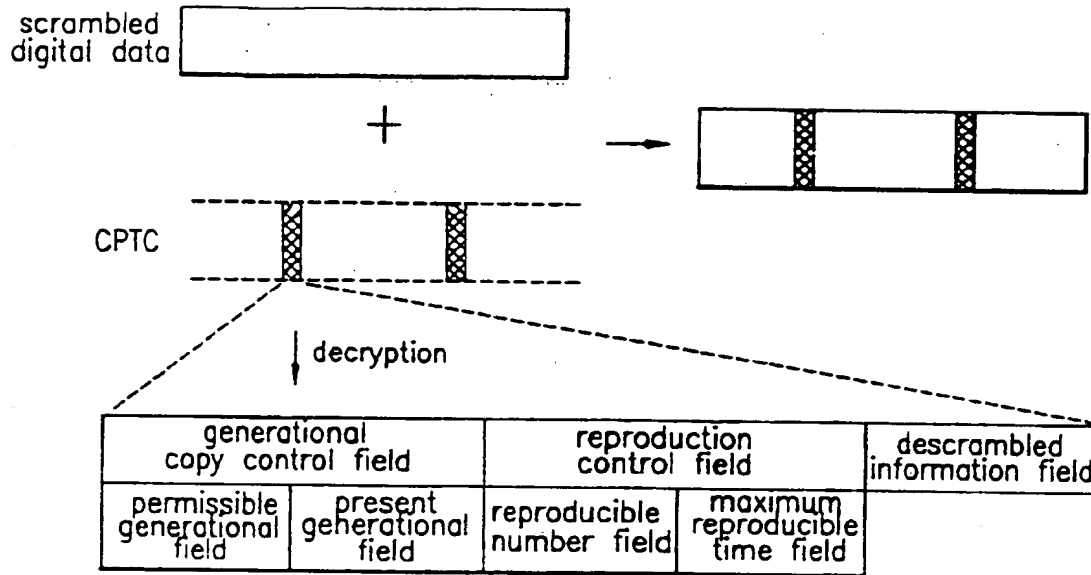 scrambled
digital data
+
CPTC
decryption
generational
copy control field
reproduction
control field
descrambled
information field
permissible
generational
field
present
generational
field
reproducible
number field
maximum
reproducible
time field